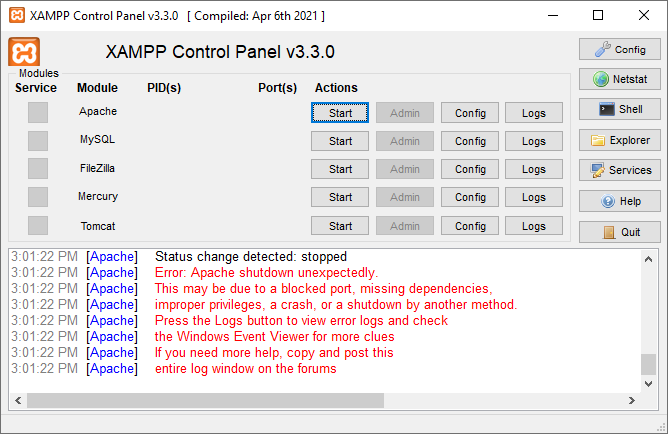 XAMPP Control Panel v3.3.0   [ Compiled: Apr 6th 2021 ]
XAMPP Control Panel v3.3.0
Config
Modules
Service Module PID(s) Port(s) Actions
Netstat
Apache Start Admin Config Logs
Shell
MySQL Start Admin Config Logs
Explorer
FileZilla Start Admin Config Logs
Services
Mercury Start Admin Config Logs
Help
Tomcat Start Admin Config Logs
Quit
3:01:22 PM [Apache] Status change detected: stopped
3:01:22 PM [Apache] Error: Apache shutdown unexpectedly.
3:01:22 PM [Apache] This may be due to a blocked port, missing dependencies,
3:01:22 PM [Apache] improper privileges, a crash, or a shutdown by another method.
3:01:22 PM [Apache] Press the Logs button to view error logs and check
3:01:22 PM [Apache] the Windows Event Viewer for more clues
3:01:22 PM [Apache] If you need more help, copy and post this
3:01:22 PM [Apache] entire log window on the forums